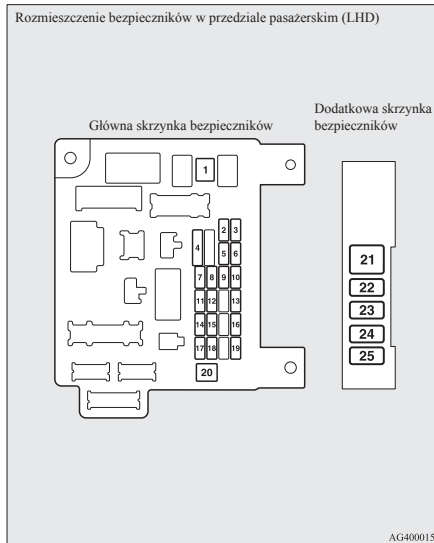 Rozmieszczenie bezpieczników w przedziale pasażerskim (LHD)
Dodatkowa skrzynka
bezpieczników
Główna skrzynka bezpieczników
1
2 3
4
5 6
7 8 9 10
11 12 13
14 15 16
17 18 19
20
21
22
23
24
25
AG400015